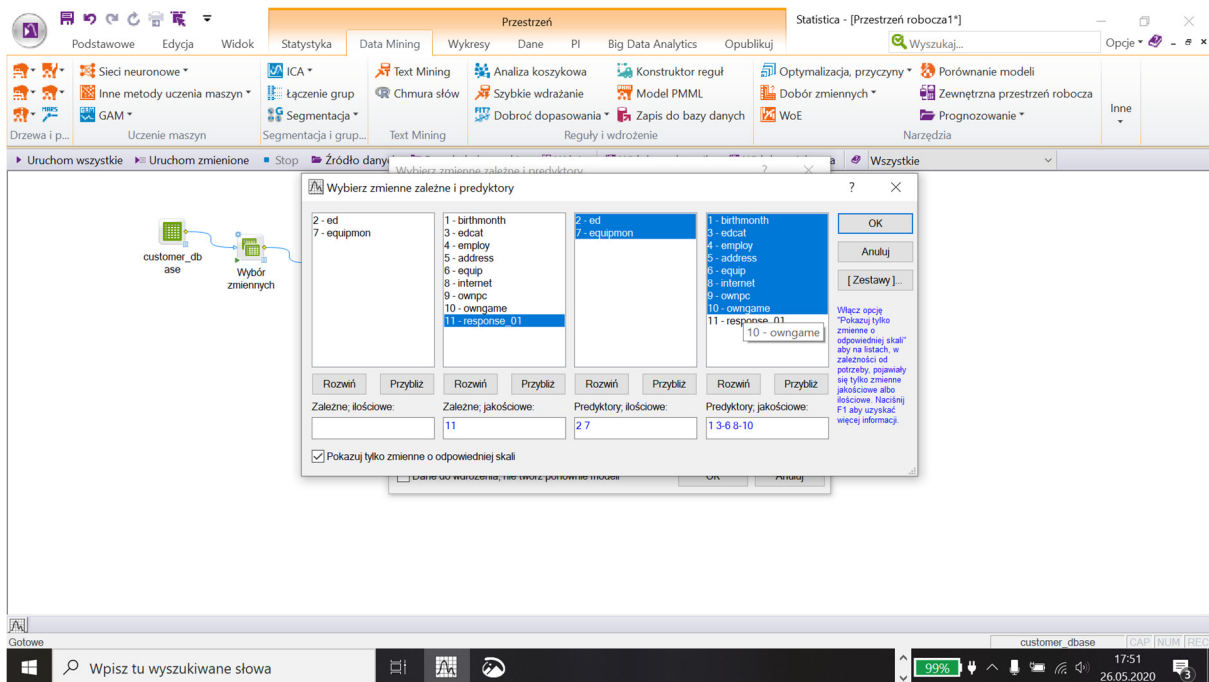 Przestrzeń
Statistica - [Przestrzeń robocza1*]
Podstawowe Edycja Widok Statystyka Data Mining Wykresy Dane PI Big Data Analytics Opublikuj Wyszukaj... Opcje
Sieci neuronowe ICA Text Mining Analiza koszykowa Konstruktor reguł Optymalizacja, przyczyny Porównanie modeli
Inne metody uczenia maszyn Łączenie grup Chmura słów Szybkie wdrażanie Model PMML Dobór zmiennych Zewnętrzna przestrzeń robocza
MARS GAM Segmentacja Dobroć dopasowania Zapis do bazy danych WoE Prognozowanie Inne
Drzewa i p... Uczenie maszyn Segmentacja i grup... Text Mining Reguły i wdrożenie Narzędzia
Uruchom wszystkie Uruchom zmienione Stop Źródło dany Wszystkie
Wybierz zmienne zależne i predyktory ?
Wybierz zmienne zależne i predyktory ?
customer_db
ase
Wybór
zmiennych
2 - ed
7 - equipmon
1 - birthmonth
3 - edcat
4 - employ
5 - address
6 - equip
8 - internet
9 - ownpc
10 - owngame
11 - response_01
2 - ed
7 - equipmon
1 - birthmonth
3 - edcat
4 - employ
5 - address
6 - equip
8 - internet
9 - ownpc
10 - owngame
11 - response_01
10 - owngame
OK
Anuluj
[ Zestawy ]...
Włącz opcję
"Pokazuj tylko
zmienne o
odpowiedniej skali"
aby na listach, w
zależności od
potrzeby, pojawiały
się tylko zmienne
jakościowe albo
ilościowe. Naciśnij
F1 aby uzyskać
więcej informacji.
Rozwiń Przybliż Rozwiń Przybliż Rozwiń Przybliż Rozwiń Przybliż
Zależne; ilościowe: Zależne; jakościowe: Predyktory; ilościowe: Predyktory; jakościowe:
11 2 7 1 3-6 8-10
Pokazuj tylko zmienne o odpowiedniej skali
Dane do wdrożenia, nie twórz ponownie modeli OK Anuluj
Gotowe customer_dbase CAP NUM REC
Wpisz tu wyszukiwane słowa 99% 17:51
26.05.2020 3